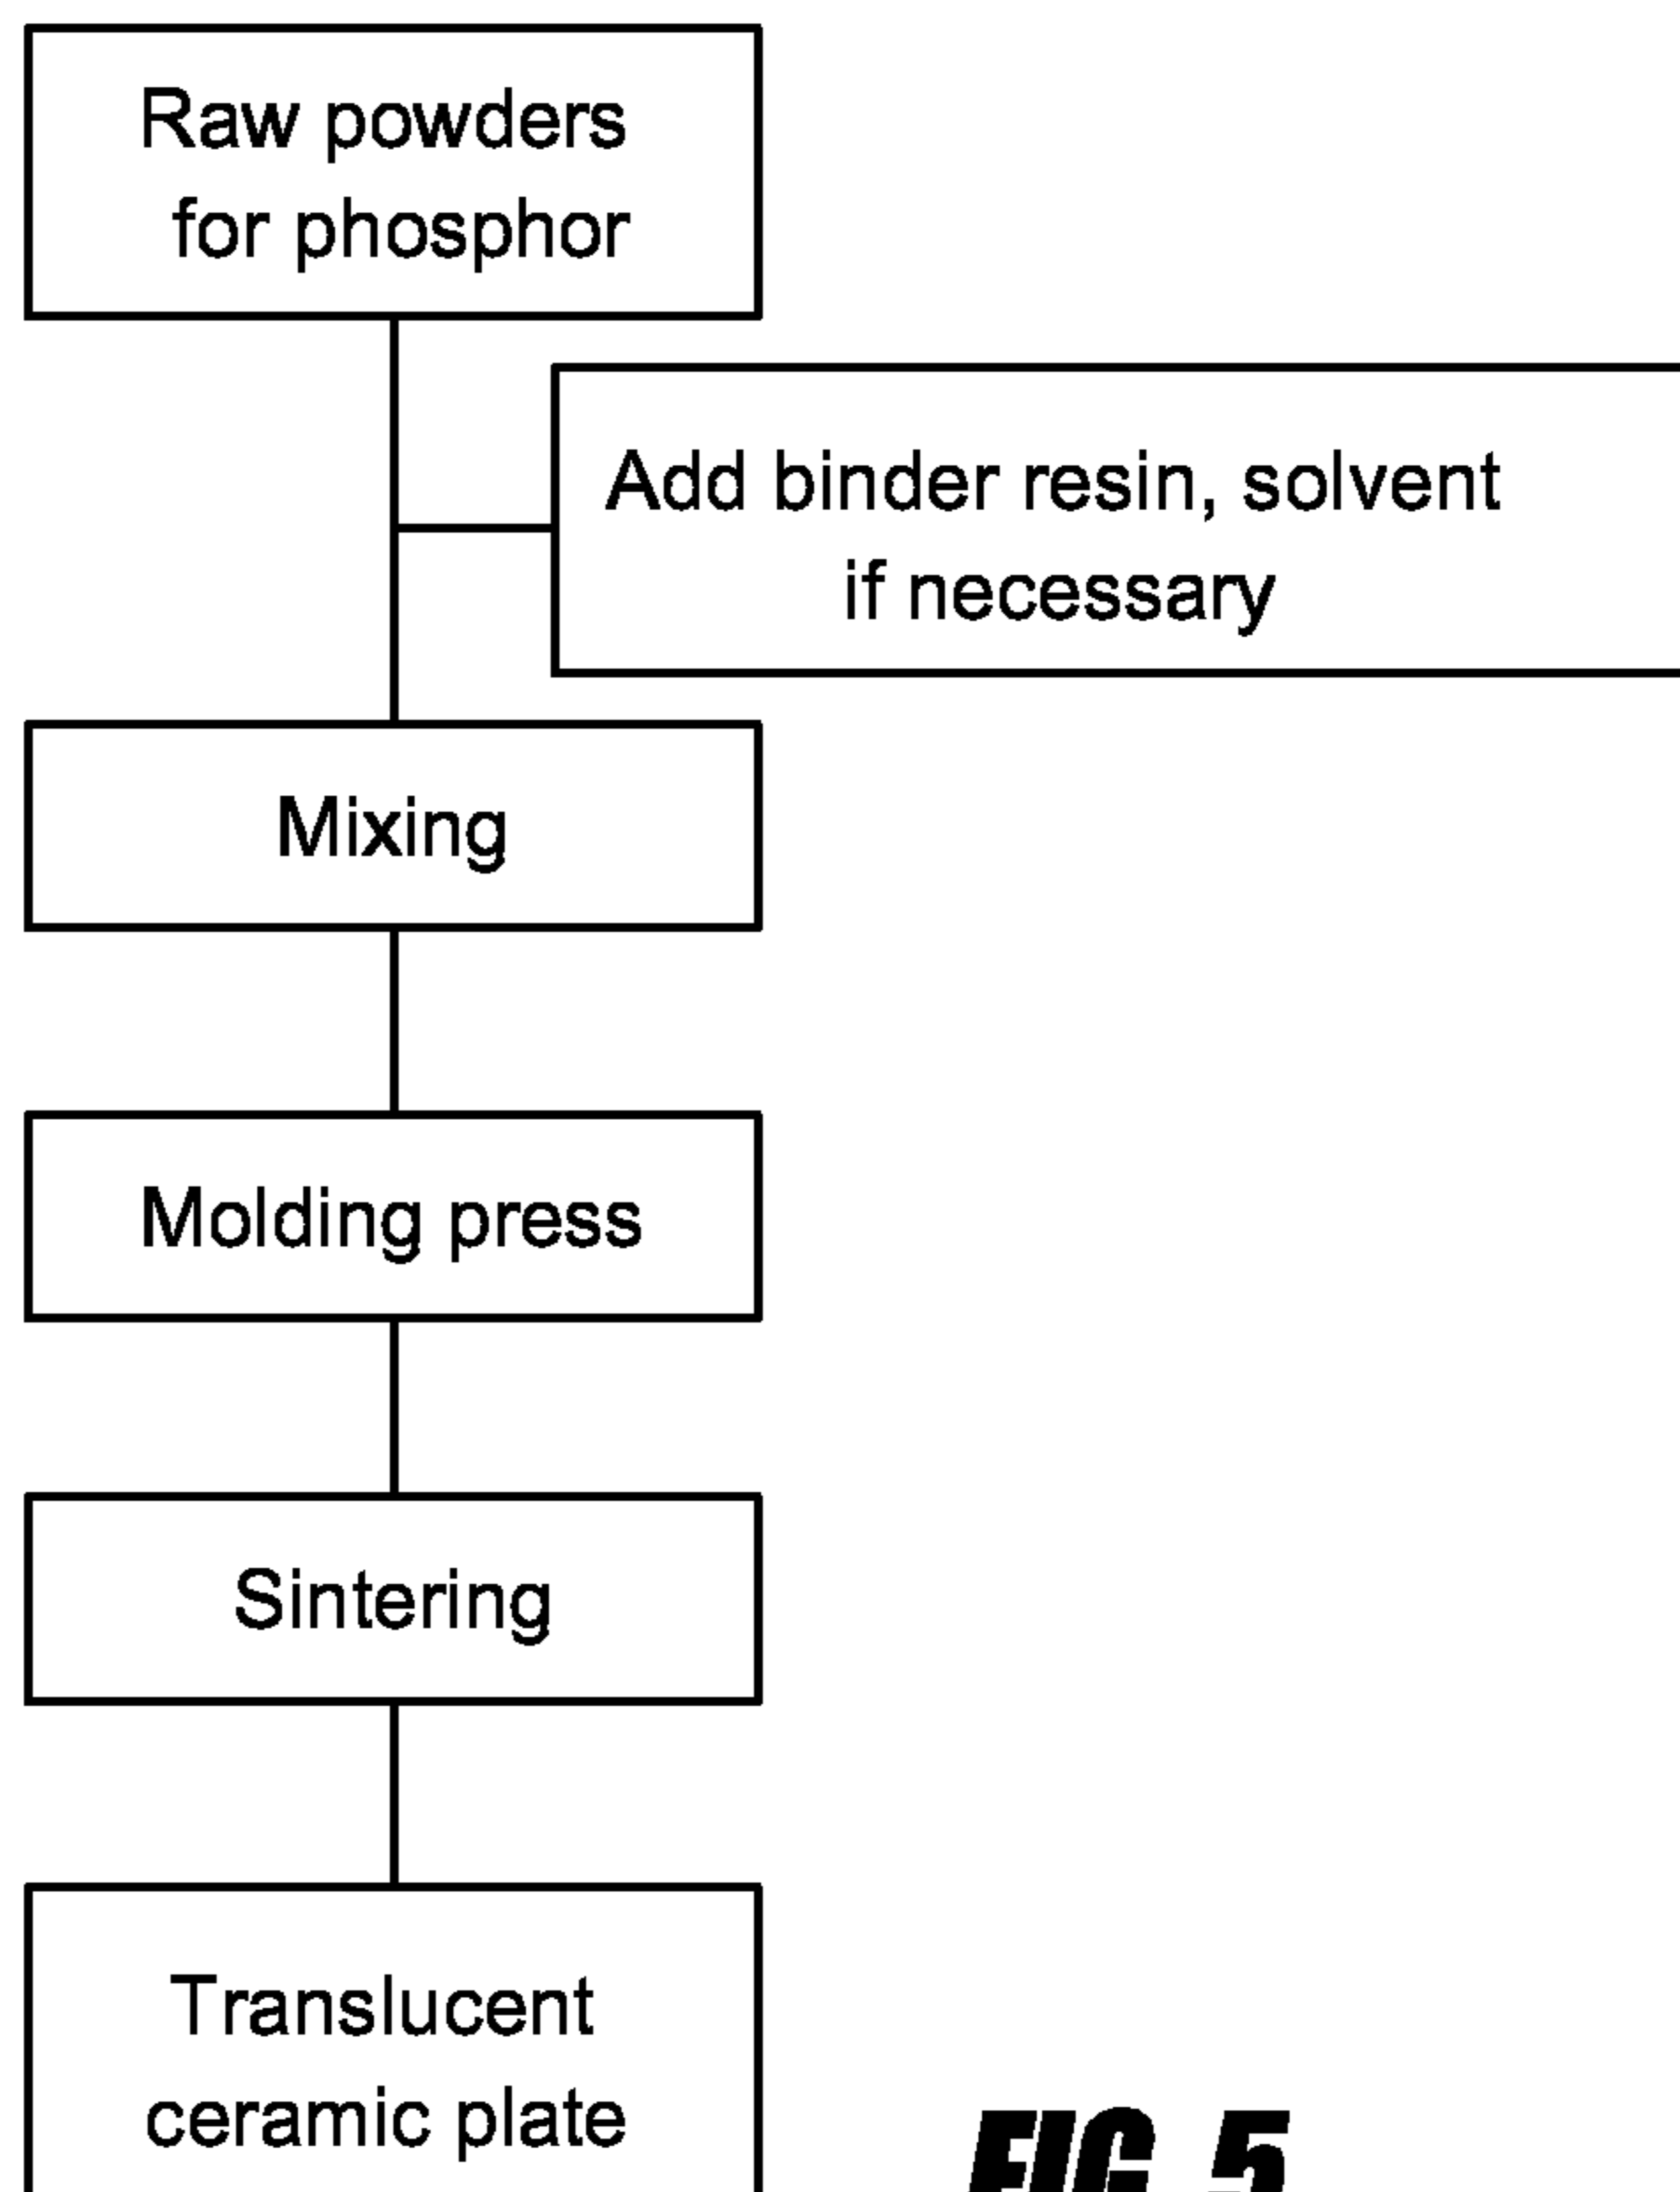 Raw powders
for phosphor
Add binder resin, solvent
if necessary
Mixing
Molding press
Sintering
Translucent
ceramic plate
FIG. 5